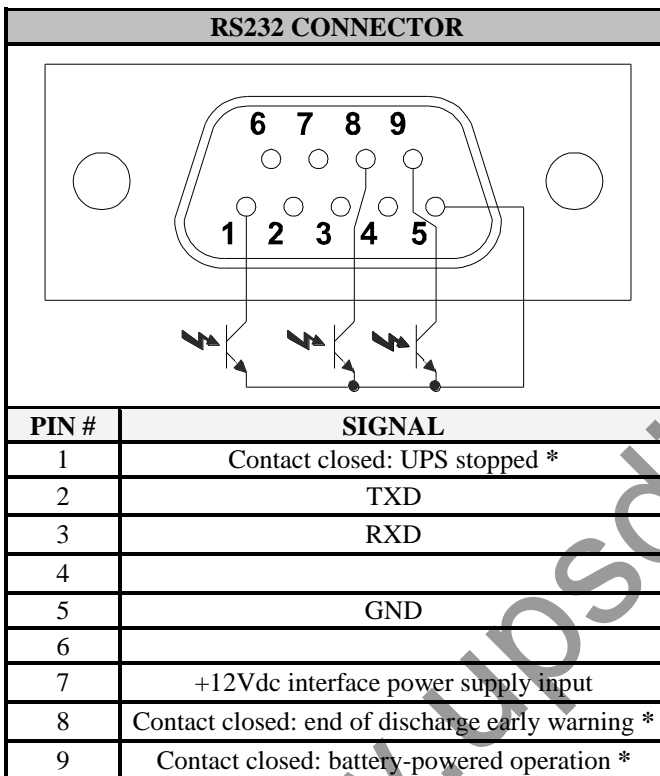 RS232 CONNECTOR
6 7 8 9
1 2 3 4 5
PIN # SIGNAL
1 Contact closed: UPS stopped *
2 TXD
3 RXD
4
5 GND
6
7 +12Vdc interface power supply input
8 Contact closed: end of discharge early warning *
9 Contact closed: battery-powered operation *